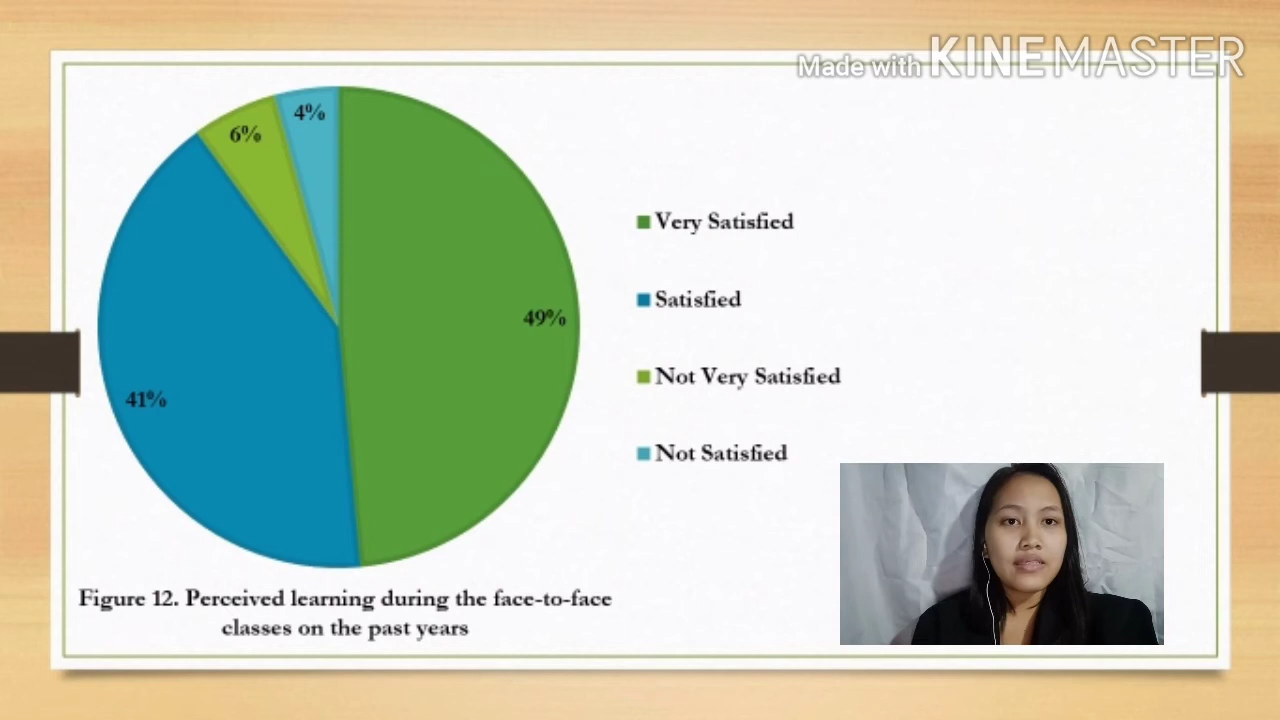 Made with KINEMASTER
4%
6%
49%
41%
Very Satisfied
Satisfied
Not Very Satisfied
Not Satisfied
Figure 12. Perceived learning during the face-to-face
classes on the past years